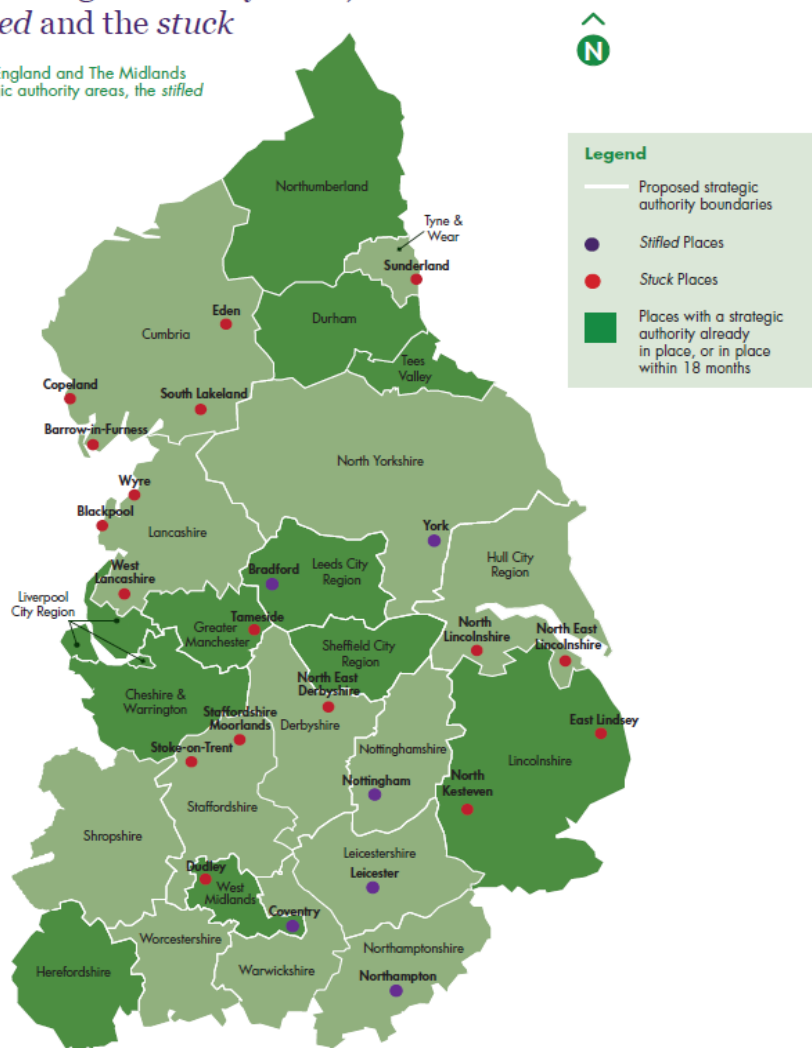 ed and the stuck
N
England and The Midlands
ic authority areas, the stifled
Legend
Proposed strategic
authority boundaries
Stifled Places
Stuck Places
Places with a strategic
authority already
in place, or in place
within 18 months
Northumberland
Tyne &
Wear
Sunderland
Eden
Durham
Cumbria
Tees
Valley
Copeland
South Lakeland
Barrow-in-Furness
North Yorkshire
Wyre
Blackpool
Lancashire
York
Hull City
Region
Bradford
Leeds City
Region
West
Lancashire
Liverpool
City Region
Tameside
Greater
Manchester
Sheffield City
Region
North
Lincolnshire
North East
Lincolnshire
North East
Derbyshire
Cheshire &
Warrington
Staffordshire
Moorlands
Derbyshire
East Lindsey
Stoke-on-Trent
Nottinghamshire
Lincolnshire
Nottingham
North
Kesteven
Staffordshire
Shropshire
Leicestershire
Leicester
Dudley
West
Midlands
Coventry
Worcestershire
Northamptonshire
Herefordshire
Warwickshire
Northampton